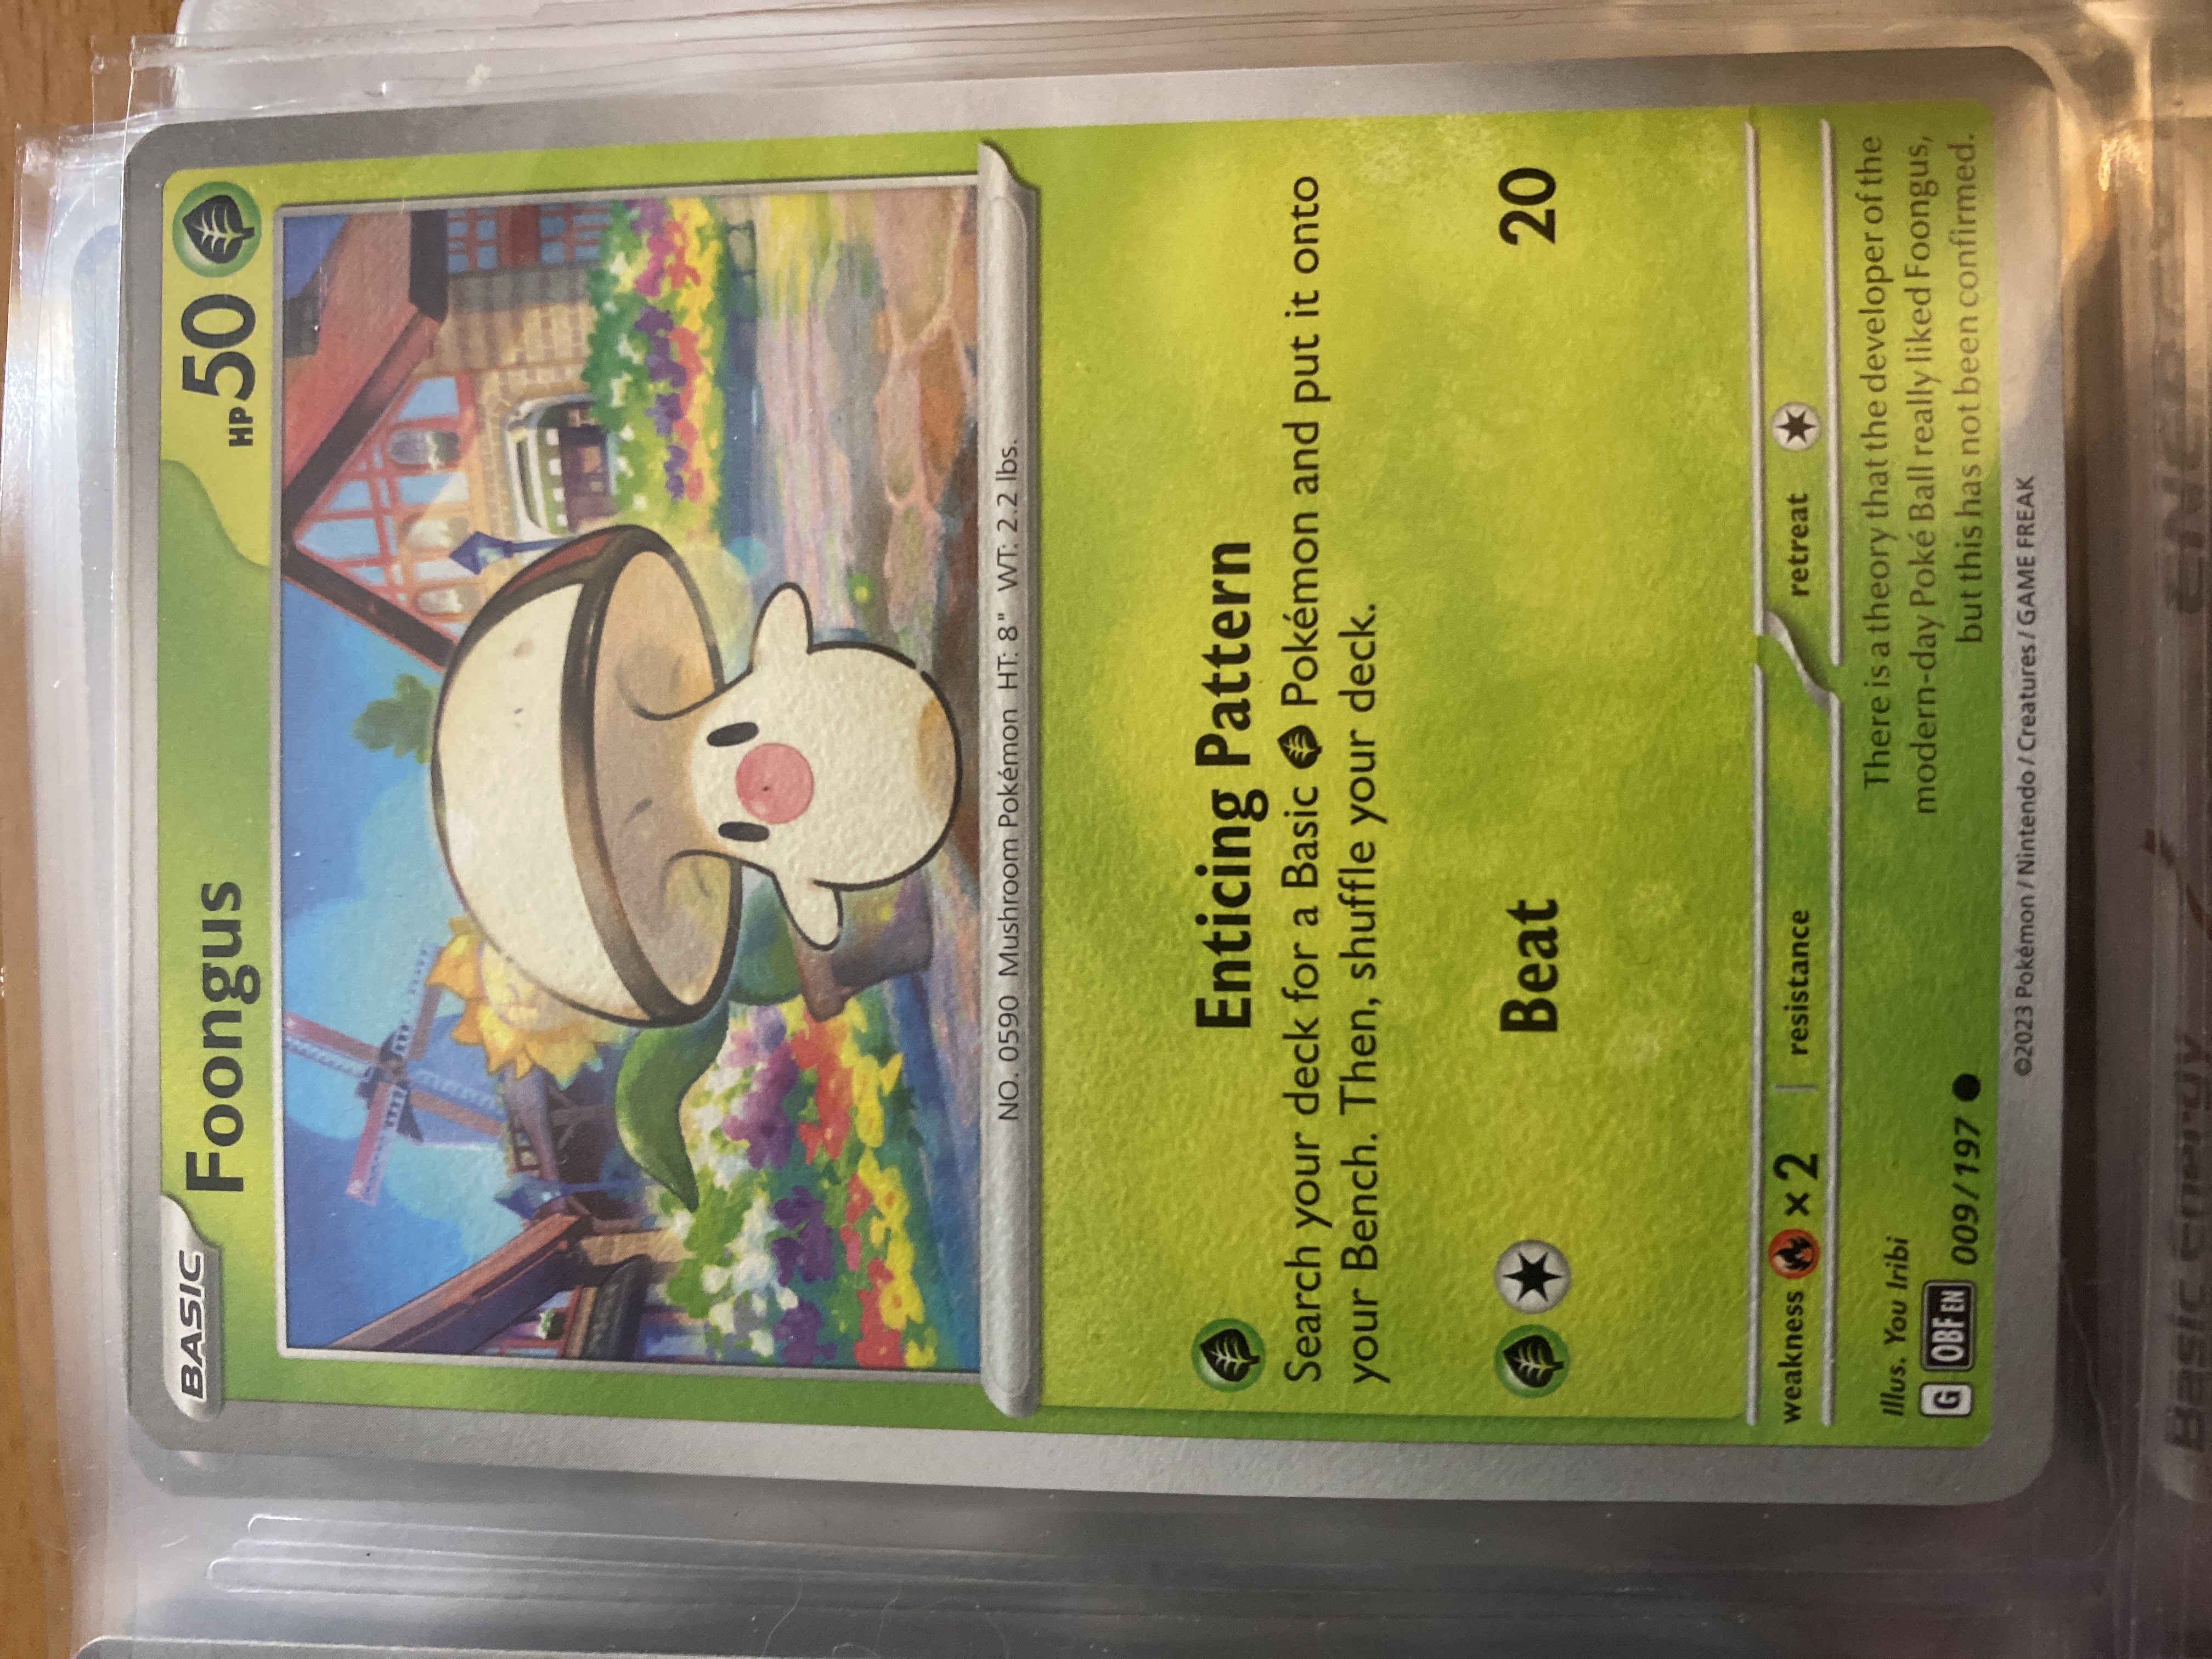 BASIC
Foongus
HP 50
NO. 0590 Mushroom Pokémon HT: 8" WT: 2.2 lbs.
Enticing Pattern
Search your deck for a Basic Pokémon and put it onto
your Bench. Then, shuffle your deck.
Beat 20
weakness ×2 resistance retreat
Illus. You Iribi
G OBF EN 009/197
There is a theory that the developer of the
modern-day Poké Ball really liked Foongus,
but this has not been confirmed.
©2023 Pokémon / Nintendo / Creatures / GAME FREAK
Basic Energy